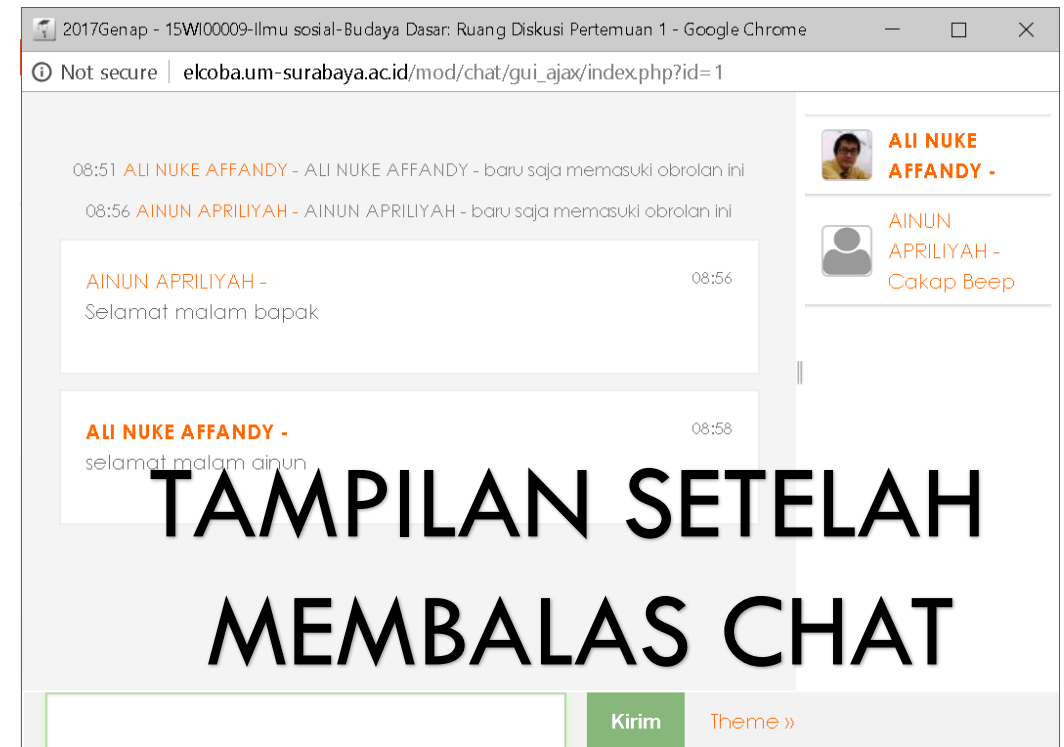 2017Genap - 15WI00009-Ilmu sosial-Budaya Dasar: Ruang Diskusi Pertemuan 1 - Google Chrome
Not secure | elcoba.um-surabaya.ac.id/mod/chat/gui_ajax/index.php?id=1
08:51 ALI NUKE AFFANDY - ALI NUKE AFFANDY - baru saja memasuki obrolan ini
08:56 AINUN APRILIYAH - AINUN APRILIYAH - baru saja memasuki obrolan ini
AINUN APRILIYAH - 08:56
Selamat malam bapak
ALI NUKE AFFANDY - 08:58
selamat malam ainun
ALI NUKE
AFFANDY -
AINUN
APRILIYAH -
Cakap Beep
TAMPILAN SETELAH
MEMBALAS CHAT
Kirim Theme »